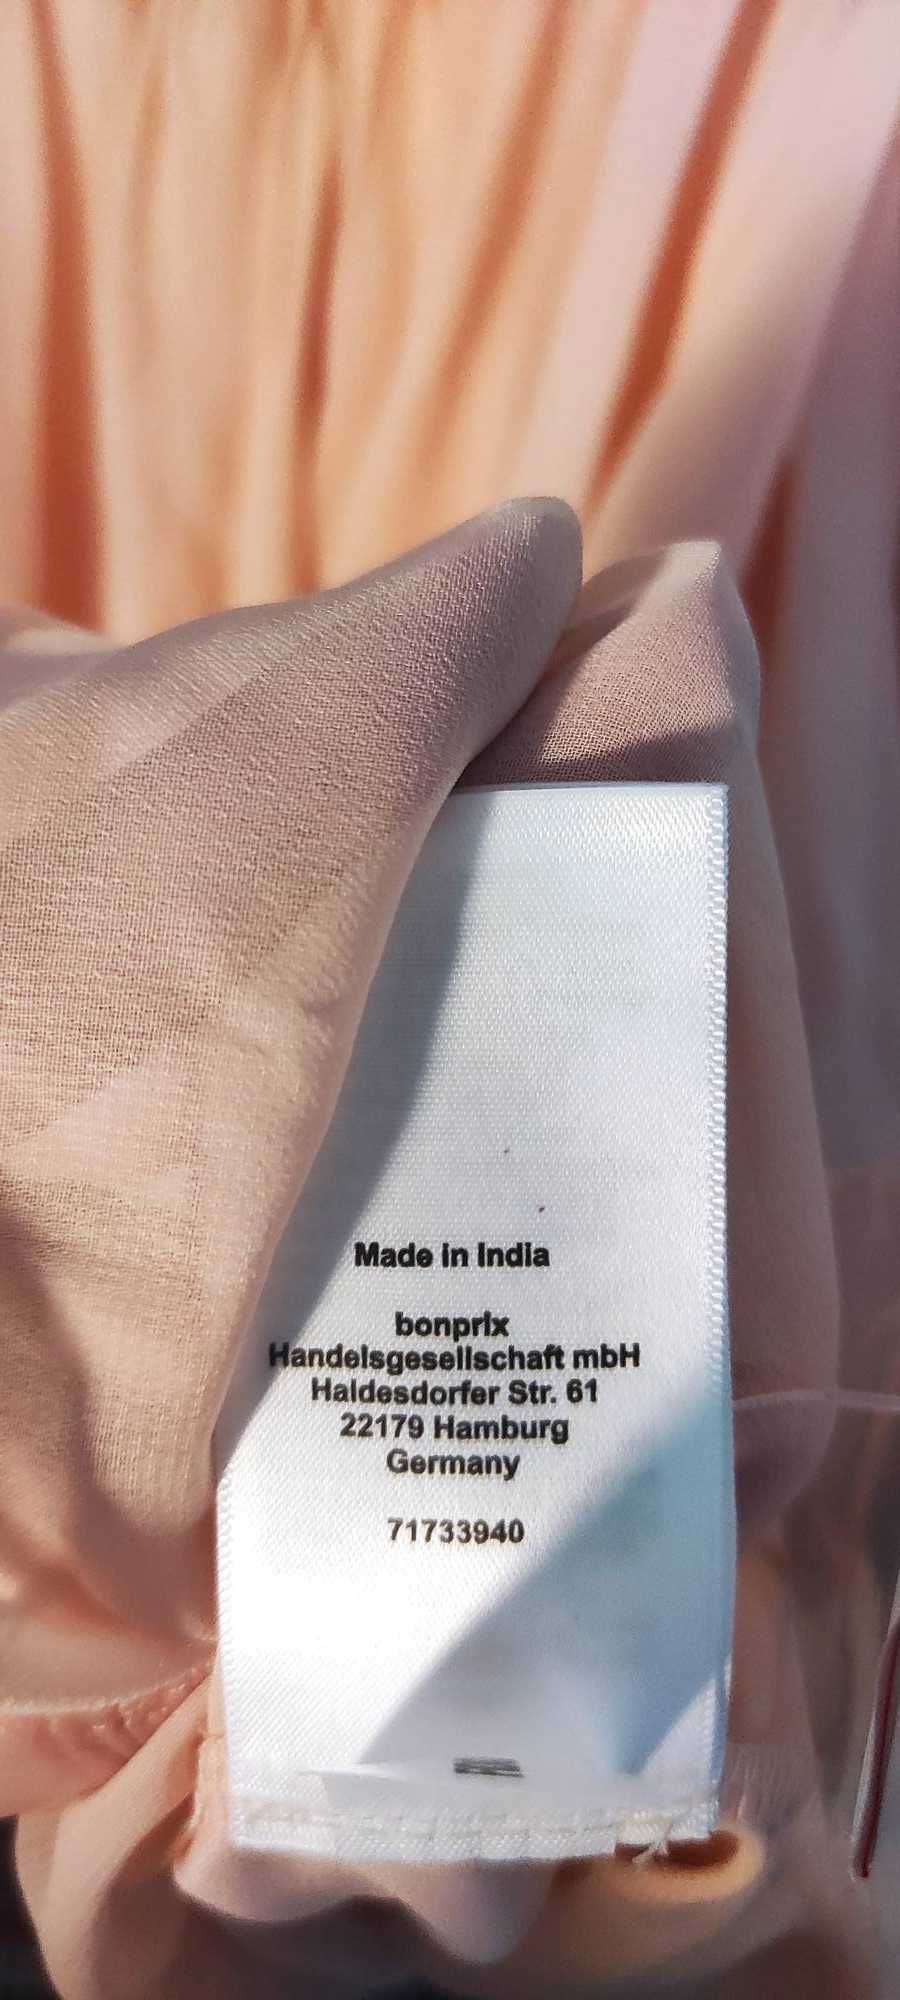 Made in India
bonprix
Handelsgesellschaft mbH
Haldesdorfer Str. 61
22179 Hamburg
Germany
71733940